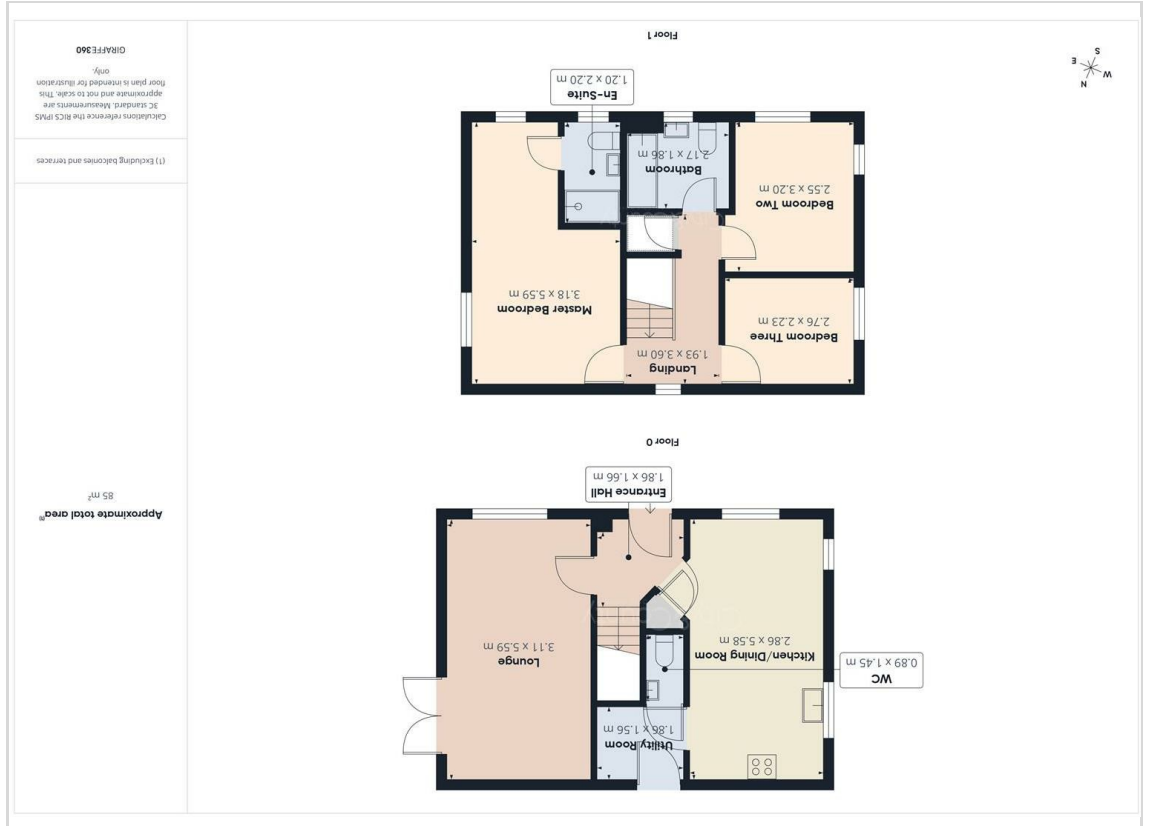 Utility Room
1.86 x 1.56 m
WC
0.89 x 1.45 m
Kitchen/Dining Room
2.86 x 5.58 m
Lounge
3.11 x 5.59 m
Entrance Hall
1.86 x 1.66 m
Floor 0
Landing
1.93 x 3.60 m
Bedroom Three
2.76 x 2.23 m
Master Bedroom
3.18 x 5.59 m
Bedroom Two
2.55 x 3.20 m
Bathroom
2.17 x 1.86 m
En-Suite
1.20 x 2.20 m
Floor 1
N
W
E
S
Approximate total area⁽¹⁾
85 m²
(1) Excluding balconies and terraces
Calculations reference the RICS IPMS
3C standard. Measurements are
approximate and not to scale. This
floor plan is intended for illustration
only.
GIRAFFE360